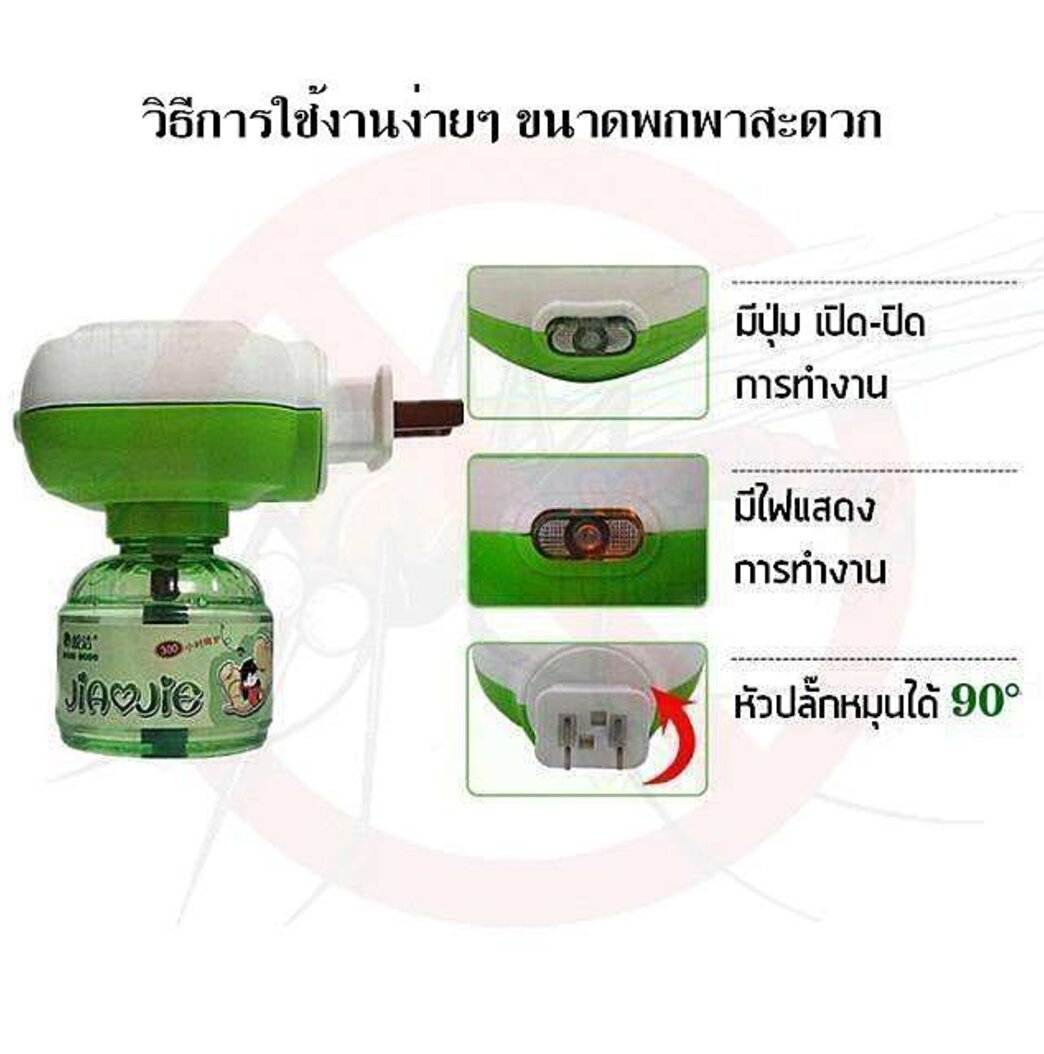 วิธีการใช้งานง่ายๆ ขนาดพกพาสะดวก
มีปุ่ม เปิด-ปิด
การทำงาน
มีไฟแสดง
การทำงาน
หัวปลั๊กหมุนได้ 90°
300
JIAOJIE